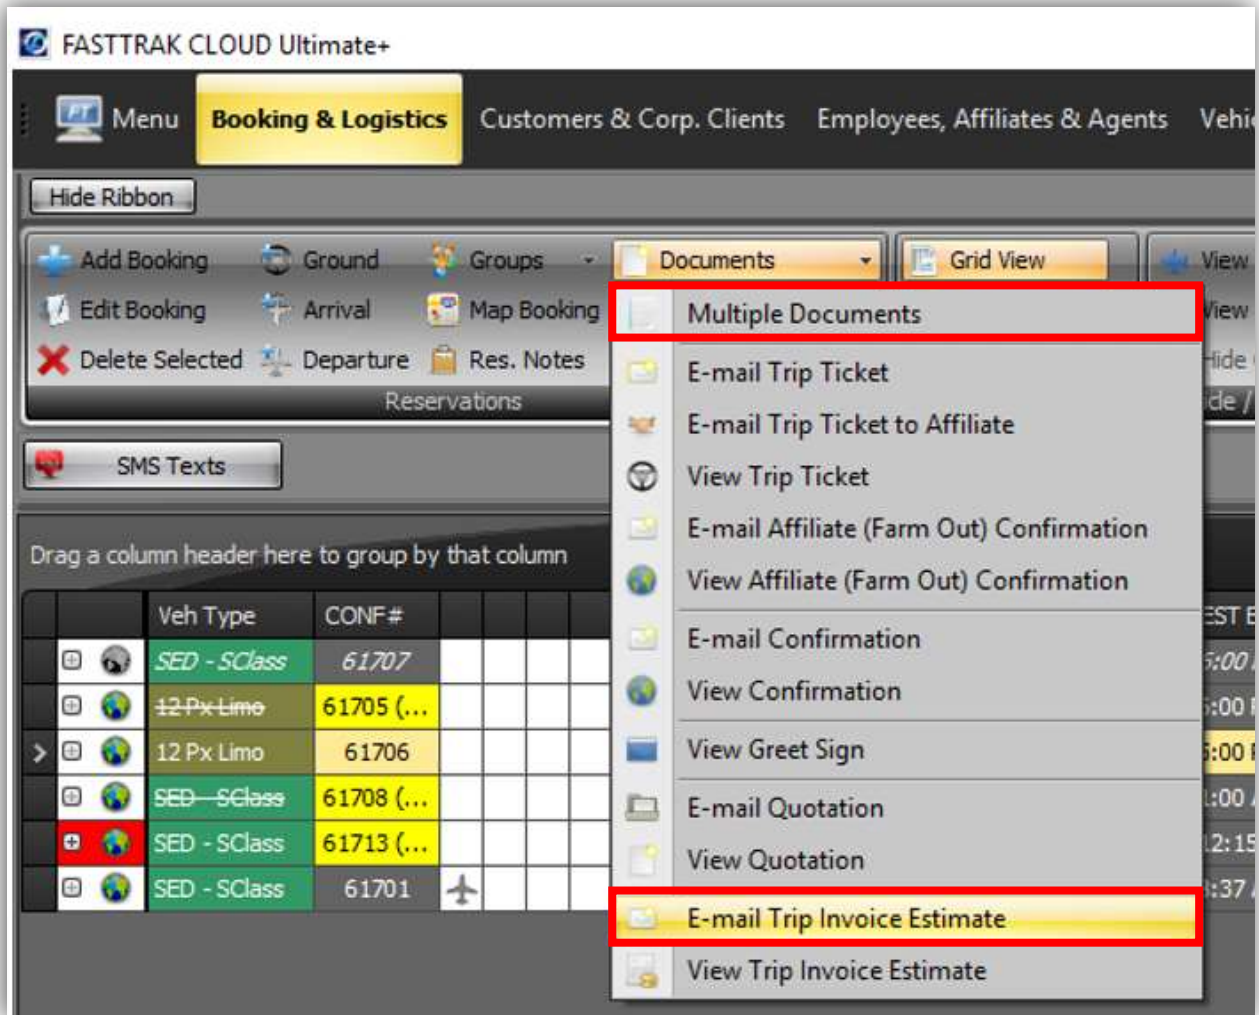 FASTTRAK CLOUD Ultimate+
Menu Booking & Logistics Customers & Corp. Clients Employees, Affiliates & Agents
Hide Ribbon
Add Booking Ground Groups Documents Grid View View
Edit Booking Arrival Map Booking View
Delete Selected Departure Res. Notes
Reservations
Multiple Documents
E-mail Trip Ticket
E-mail Trip Ticket to Affiliate
View Trip Ticket
E-mail Affiliate (Farm Out) Confirmation
View Affiliate (Farm Out) Confirmation
E-mail Confirmation
View Confirmation
View Greet Sign
E-mail Quotation
View Quotation
E-mail Trip Invoice Estimate
View Trip Invoice Estimate
SMS Texts
Drag a column header here to group by that column
Veh Type CONF#
SED - SClass 61707
12 Px Limo 61705 (...
12 Px Limo 61706
SED - SClass 61708 (...
SED - SClass 61713 (...
SED - SClass 61701